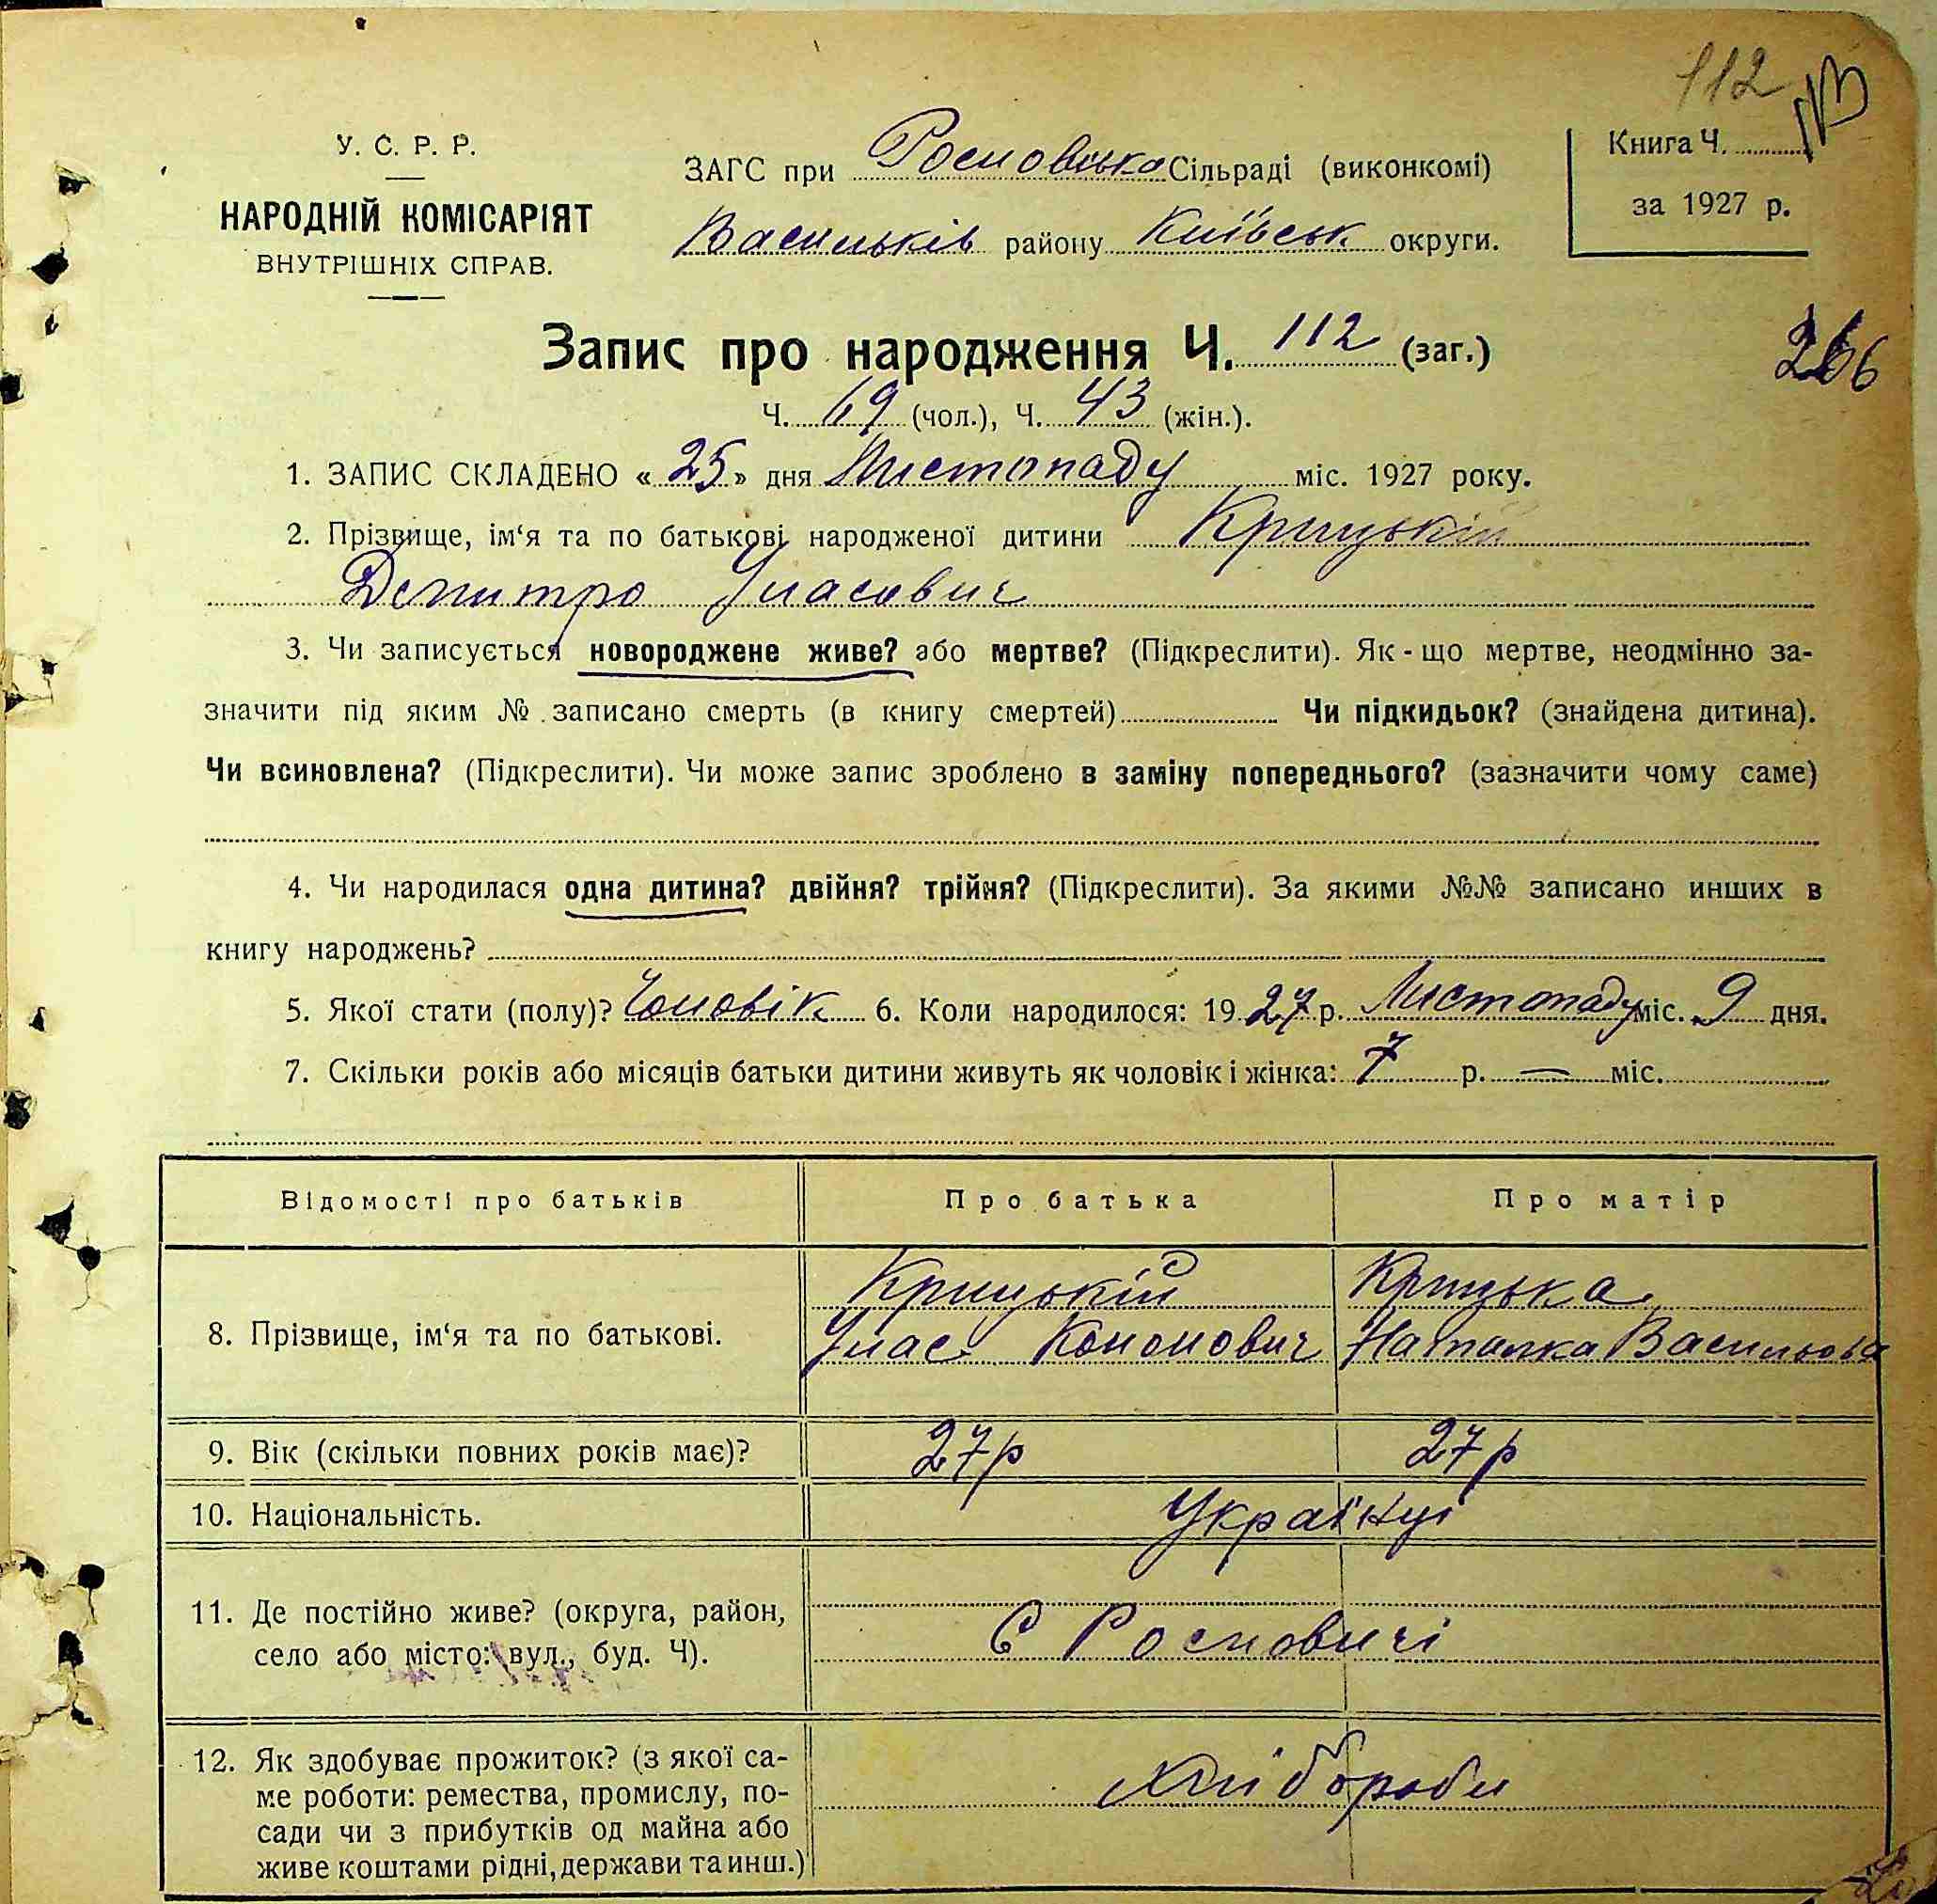 112 113
У. С. Р. Р.
НАРОДНІЙ КОМІСАРІЯТ
ВНУТРІШНІХ СПРАВ.
ЗАГС при Росновська Сільраді (виконкомі)
Васильків району Київськ округи.
Книга Ч.
за 1927 р.
Запис про народження Ч. 112 (заг.)
Ч. 69 (чол.), Ч. 43 (жін.).
1. ЗАПИС СКЛАДЕНО « 25 » дня Листопаду міс. 1927 року.
2. Прізвище, ім‘я та по батькові народженої дитини Крицькій
Демитро Уласович
3. Чи записується новороджене живе? або мертве? (Підкреслити). Як-що мертве, неодмінно за-
значити під яким № записано смерть (в книгу смертей) Чи підкидьок? (знайдена дитина).
Чи всиновлена? (Підкреслити). Чи може запис зроблено в заміну попереднього? (зазначити чому саме)
4. Чи народилася одна дитина? двійня? трійня? (Підкреслити). За якими №№ записано инших в
книгу народжень?
5. Якої стати (полу)? Чоловік 6. Коли народилося: 1927 р. Листопаду міс. 9 дня.
7. Скільки років або місяців батьки дитини живуть як чоловік і жінка: 7 р. — міс.
Відомості про батьків Про батька Про матір
8. Прізвище, ім‘я та по батькові.
Крицькій Крицька
Улас Кононович Наталка Васильова
9. Вік (скільки повних років має)? 27р 27р
10. Національність. Українці
11. Де постійно живе? (округа, район,
село або місто: вул., буд. Ч).
С Росновичі
12. Як здобуває прожиток? (з якої са-
ме роботи: ремества, промислу, по-
сади чи з прибутків од майна або
живе коштами рідні, держави та инш.)
Хлібороби